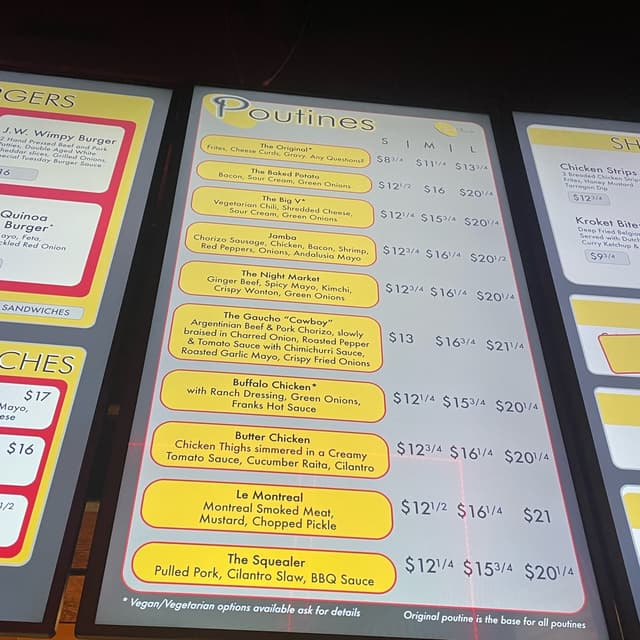 RGERS
J.W. Wimpy Burger
2 Hand Pressed Beef and Pork
Patties, Double Aged White
Cheddar slices, Grilled Onions,
Special Tuesday Burger Sauce
16
Quinoa
Burger*
ayo, Feta,
ckled Red Onion
SANDWICHES
CHES
$17
Mayo,
ese
$16
1/2
Poutines
S | M | L
The Original*
Frites, Cheese Curds, Gravy, Any Questions?
$8 3/4 $11 1/4 $13 3/4
The Baked Potato
Bacon, Sour Cream, Green Onions
$12 1/2 $16 $20 1/4
The Big V*
Vegetarian Chili, Shredded Cheese,
Sour Cream, Green Onions
$12 1/4 $15 3/4 $20 1/4
Jamba
Chorizo Sausage, Chicken, Bacon, Shrimp,
Red Peppers, Onions, Andalusia Mayo
$12 3/4 $16 1/4 $20 1/2
The Night Market
Ginger Beef, Spicy Mayo, Kimchi,
Crispy Wonton, Green Onions
$12 3/4 $16 1/4 $20 1/4
The Gaucho “Cowboy”
Argentinian Beef & Pork Chorizo, slowly
braised in Charred Onion, Roasted Pepper
& Tomato Sauce with Chimichurri Sauce,
Roasted Garlic Mayo, Crispy Fried Onions
$13 $16 3/4 $21 1/4
Buffalo Chicken*
with Ranch Dressing, Green Onions,
Franks Hot Sauce
$12 1/4 $15 3/4 $20 1/4
Butter Chicken
Chicken Thighs simmered in a Creamy
Tomato Sauce, Cucumber Raita, Cilantro
$12 3/4 $16 1/4 $20 1/4
Le Montreal
Montreal Smoked Meat,
Mustard, Chopped Pickle
$12 1/2 $16 1/4 $21
The Squealer
Pulled Pork, Cilantro Slaw, BBQ Sauce
$12 1/4 $15 3/4 $20 1/4
* Vegan/Vegetarian options available ask for details
Original poutine is the base for all poutines
SH
Chicken Strips
3 Breaded Chicken Strips
Frites, Honey Mustard
Tarragon Dip
$12 3/4
Kroket Bites
Deep Fried Belgian
Served with Dutch
Curry Ketchup &
$9 3/4